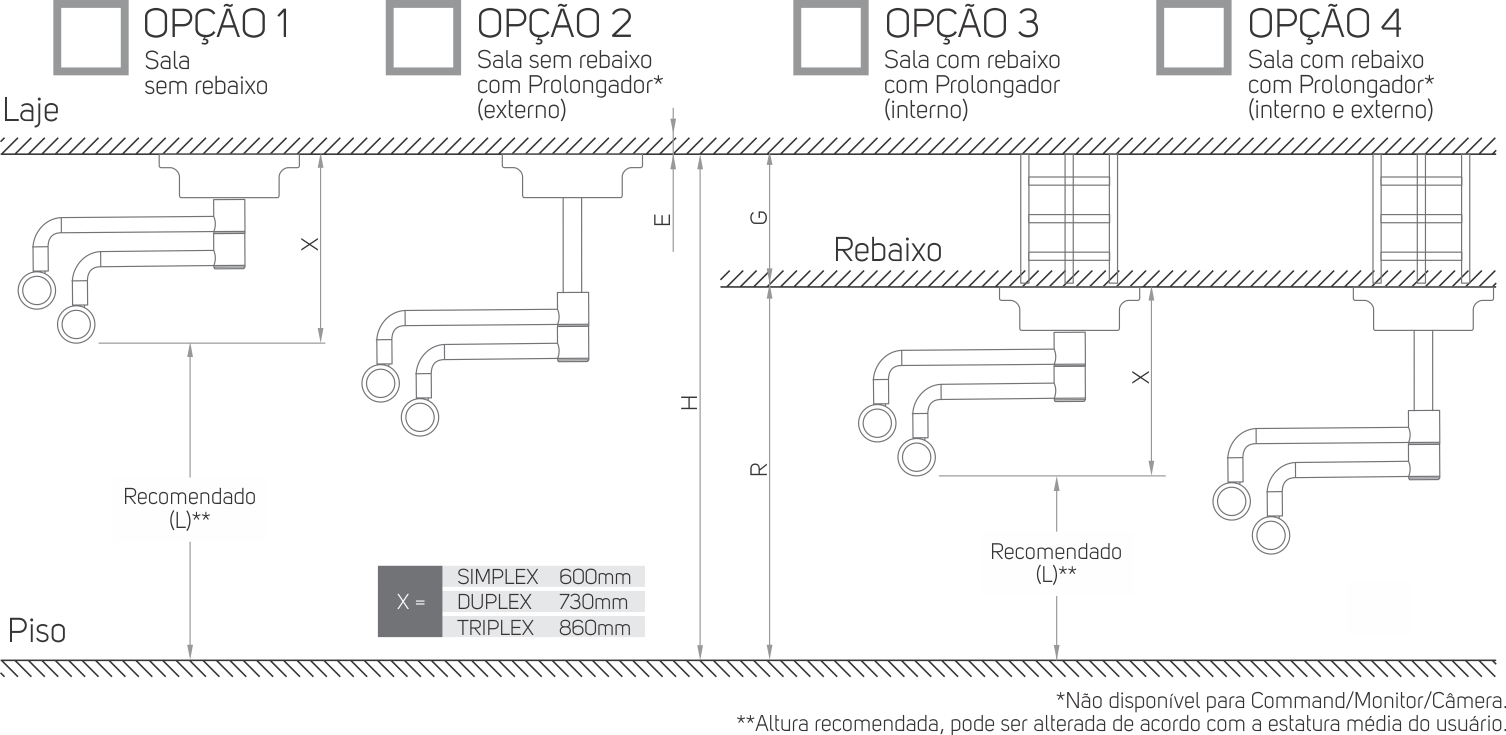 OPÇÃO 1
Sala
sem rebaixo
OPÇÃO 2
Sala sem rebaixo
com Prolongador*
(externo)
OPÇÃO 3
Sala com rebaixo
com Prolongador
(interno)
OPÇÃO 4
Sala com rebaixo
com Prolongador*
(interno e externo)
Laje
X
E
G
Rebaixo
H
X
R
Recomendado
(L)**
Recomendado
(L)**
X =
SIMPLEX 600mm
DUPLEX 730mm
TRIPLEX 860mm
Piso
*Não disponível para Command/Monitor/Câmera.
**Altura recomendada, pode ser alterada de acordo com a estatura média do usuário.